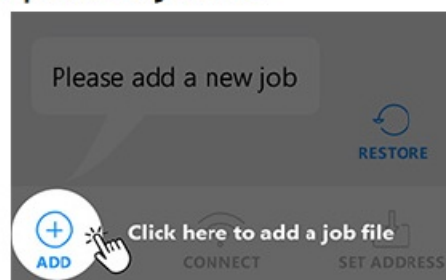 Please add a new job
RESTORE
Click here to add a job file
ADD
CONNECT
SET ADDRESS